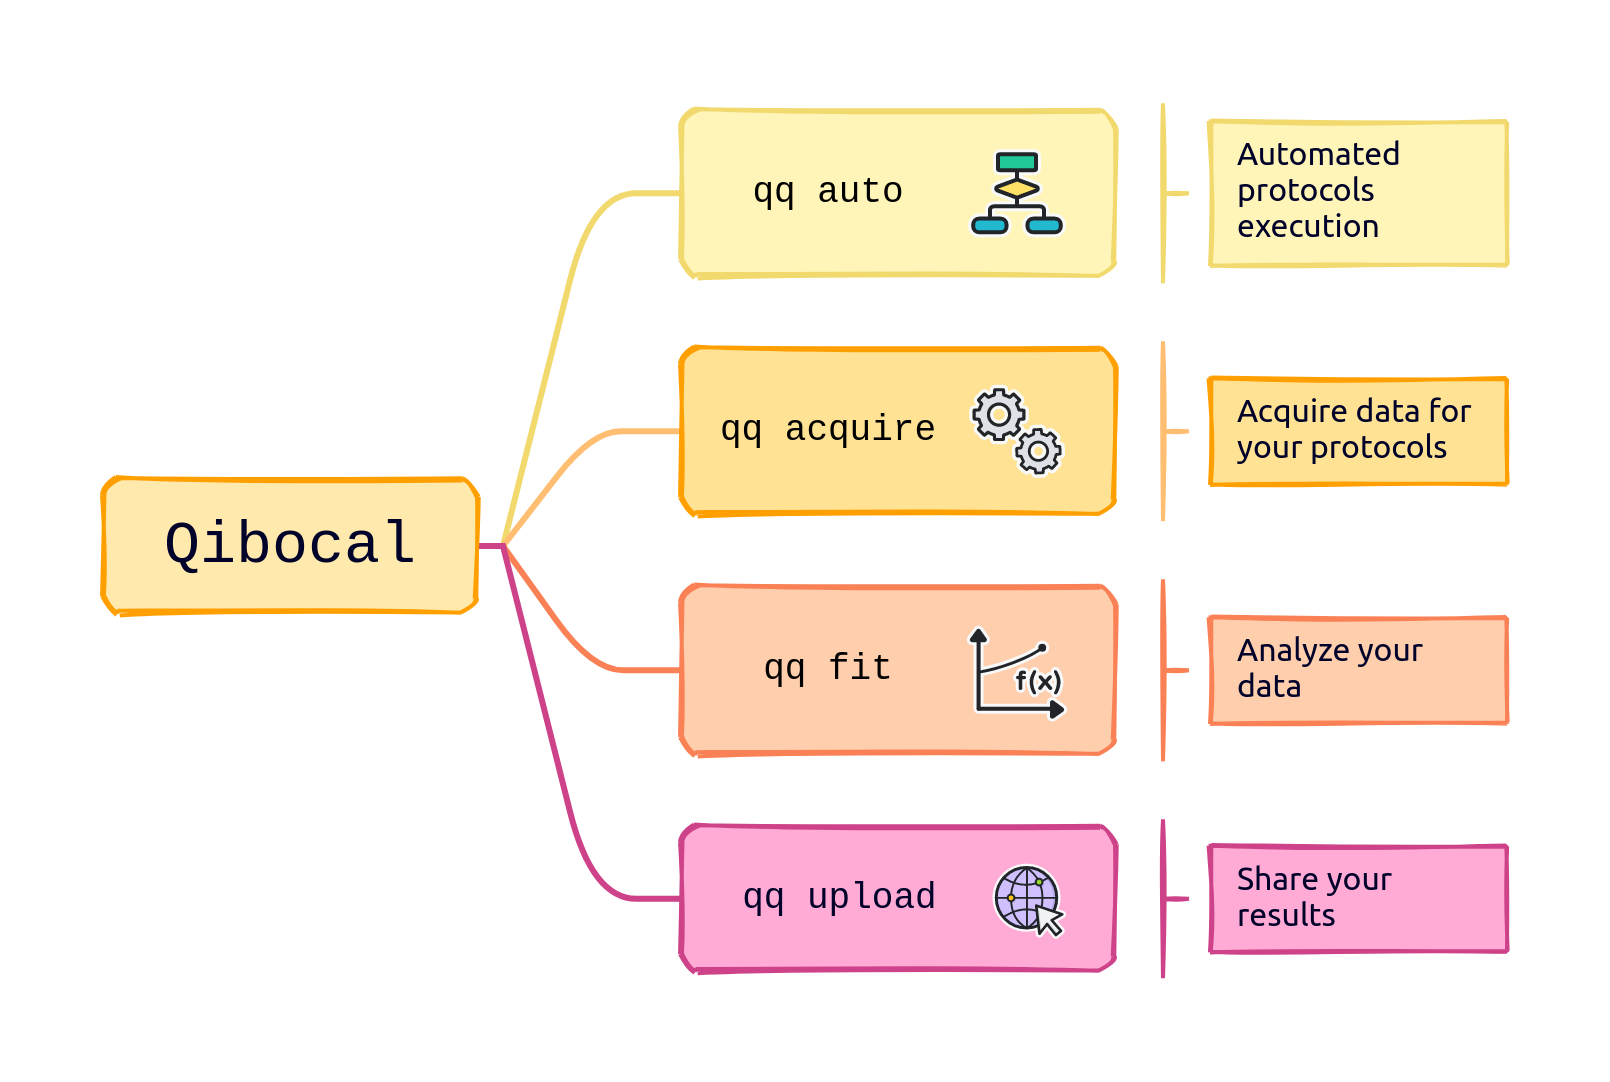 Qibocal
qq auto
Automated
protocols
execution
qq acquire
Acquire data for
your protocols
qq fit
f(x)
Analyze your
data
qq upload
Share your
results